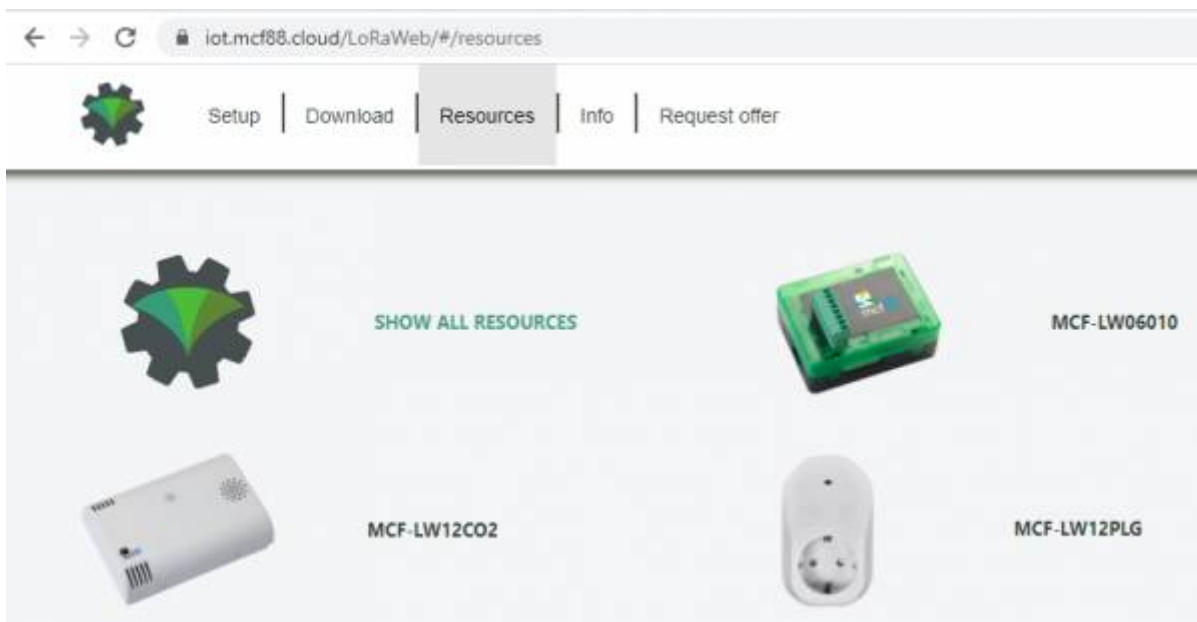 iot.mcf88.cloud/LoRaWeb/#/resources
Setup Download Resources Info Request offer
SHOW ALL RESOURCES
MCF-LW06010
MCF-LW12CO2
MCF-LW12PLG